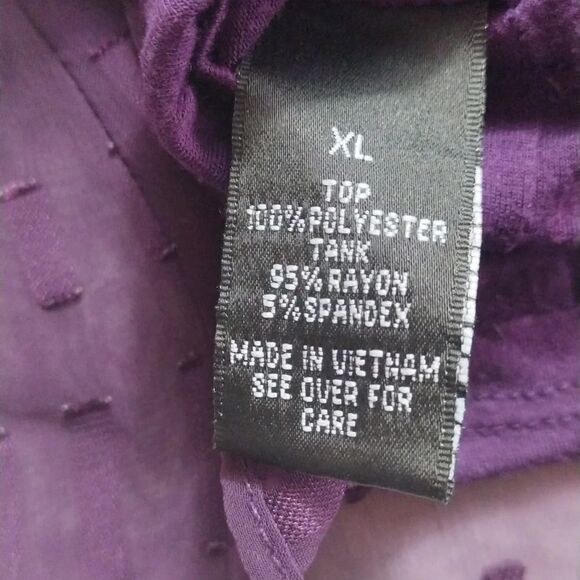 XL
TOP
100%POLYESTER
TANK
95%RAYON
5%SPANDEX
MADE IN VIETNAM
SEE OVER FOR
CARE